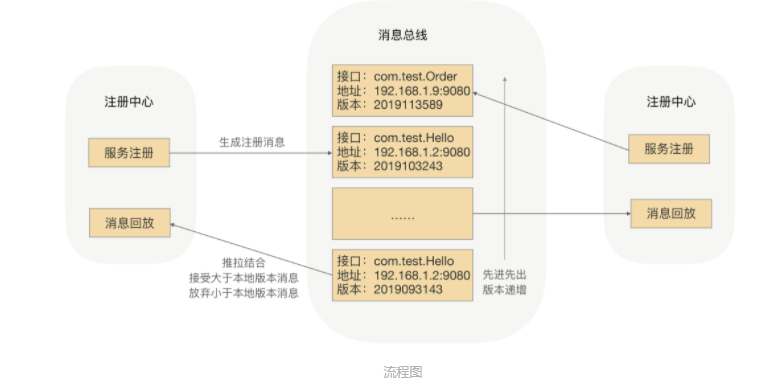 消息总线
注册中心
服务注册
消息回放
生成注册消息
推拉结合
接受大于本地版本消息
放弃小于本地版本消息
接口：com.test.Order
地址：192.168.1.9:9080
版本：2019113589
接口：com.test.Hello
地址：192.168.1.2:9080
版本：2019103243
……
接口：com.test.Hello
地址：192.168.1.2:9080
版本：2019093143
先进先出
版本递增
注册中心
服务注册
消息回放
流程图